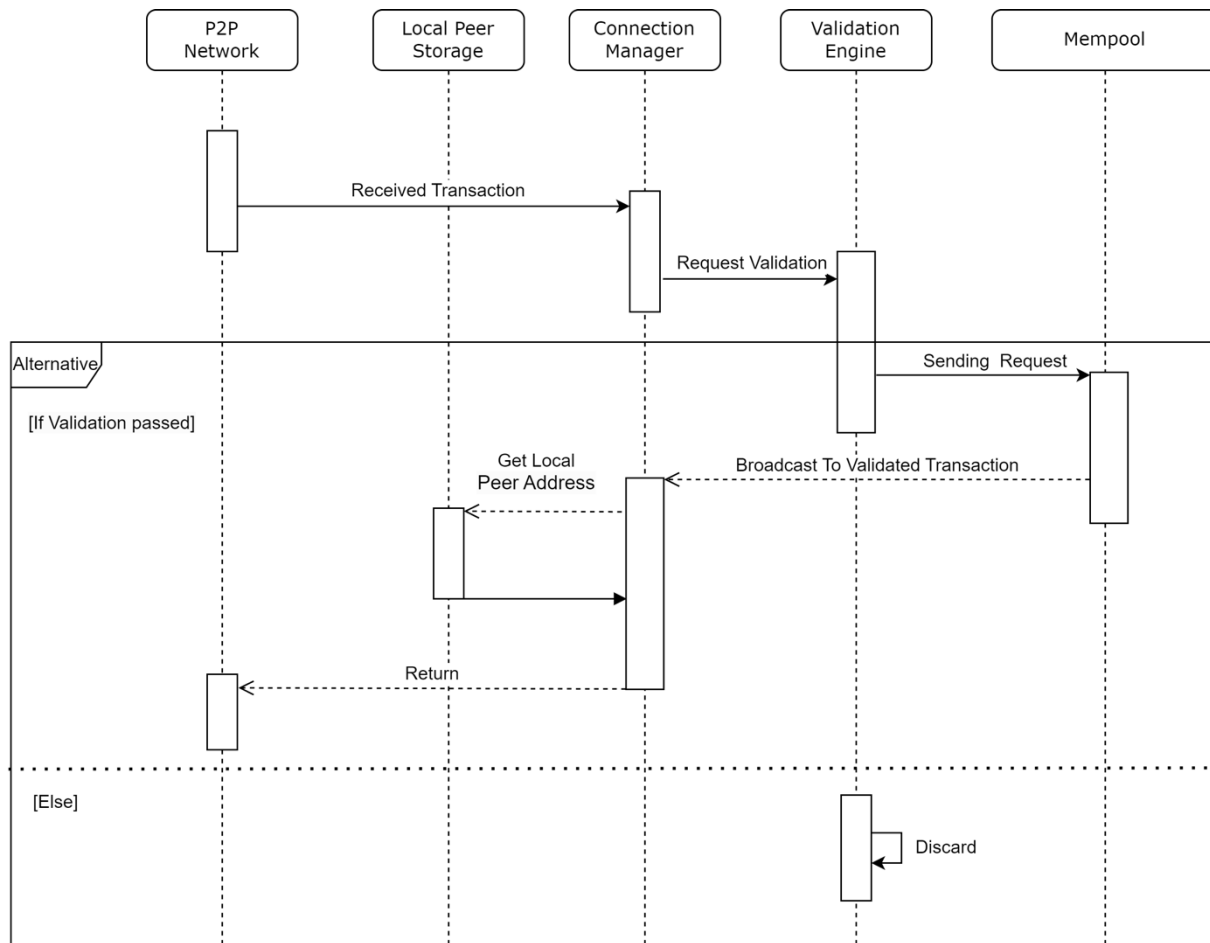 P2P
Network
Local Peer
Storage
Connection
Manager
Validation
Engine
Mempool
Received Transaction
Request Validation
Alternative
Sending  Request
[If Validation passed]
Get Local
Peer Address
Broadcast To Validated Transaction
Return
[Else]
Discard